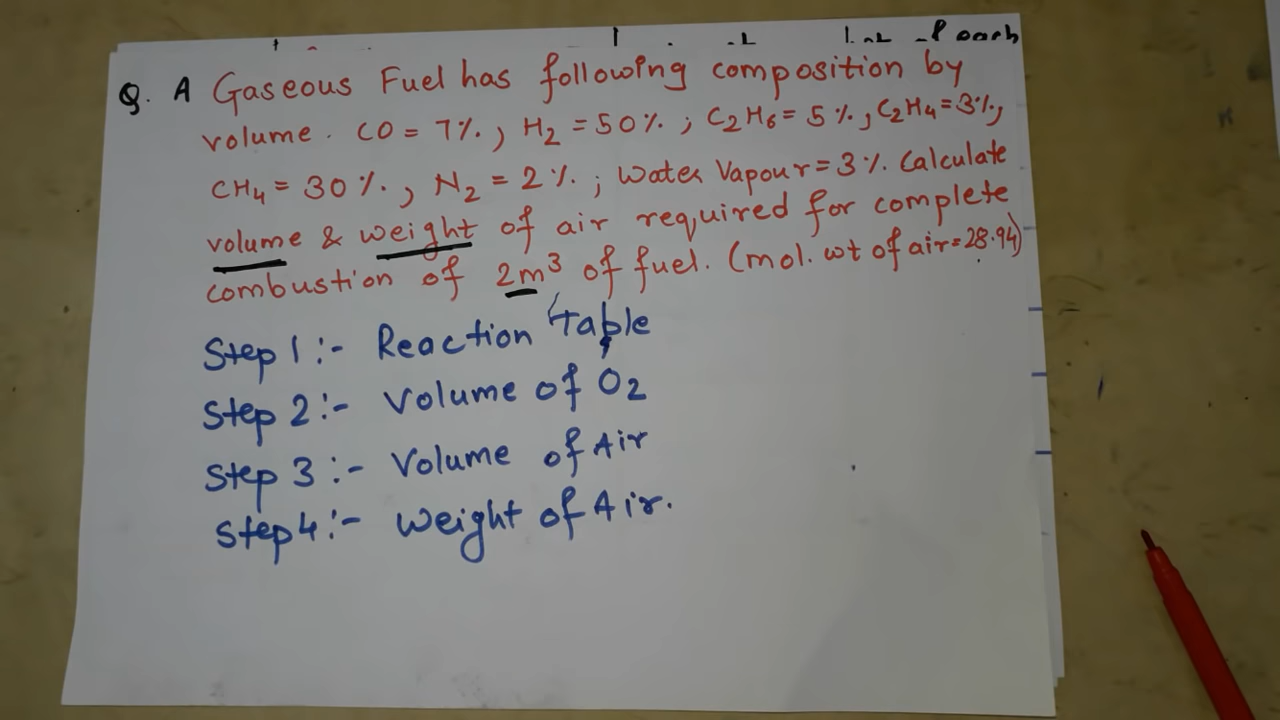 of each
Q. A Gaseous Fuel has following composition by
volume. CO = 7%, H2 = 50%; C2H6 = 5%, C2H4 = 3%,
CH4 = 30%, N2 = 2%; Water Vapour = 3%. Calculate
volume & weight of air required for complete
combustion of 2m³ of fuel. (mol. wt of air = 28.94)
Step 1:- Reaction Table
Step 2:- Volume of O2
Step 3:- Volume of Air
Step 4:- Weight of Air.